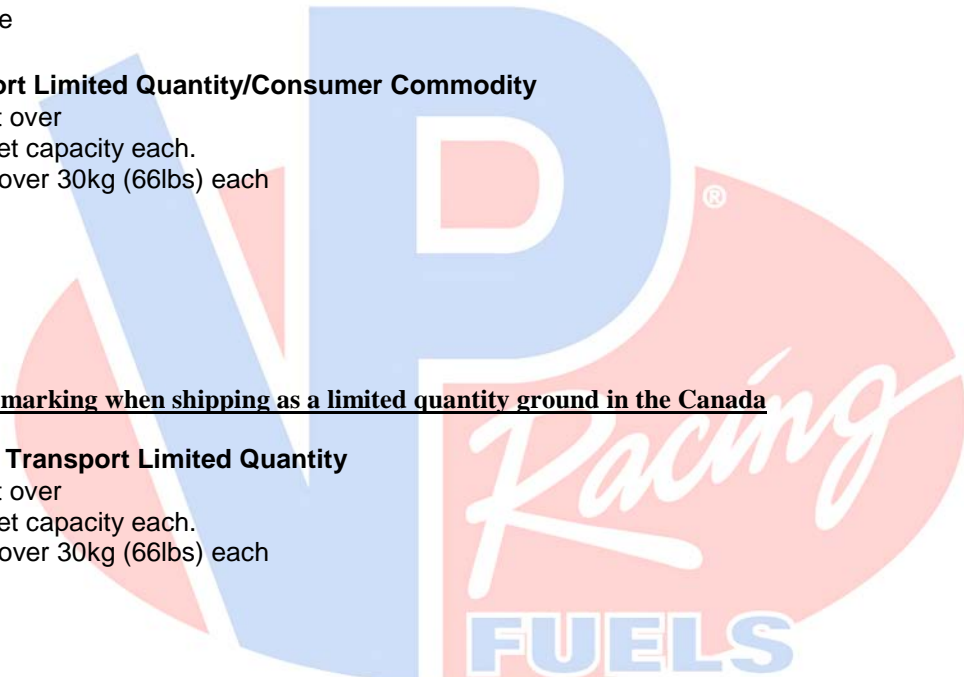 e
ort Limited Quantity/Consumer Commodity
t over
et capacity each.
over 30kg (66lbs) each
marking when shipping as a limited quantity ground in the Canada
Transport Limited Quantity
t over
et capacity each.
over 30kg (66lbs) each
VP
®
Racing
FUELS